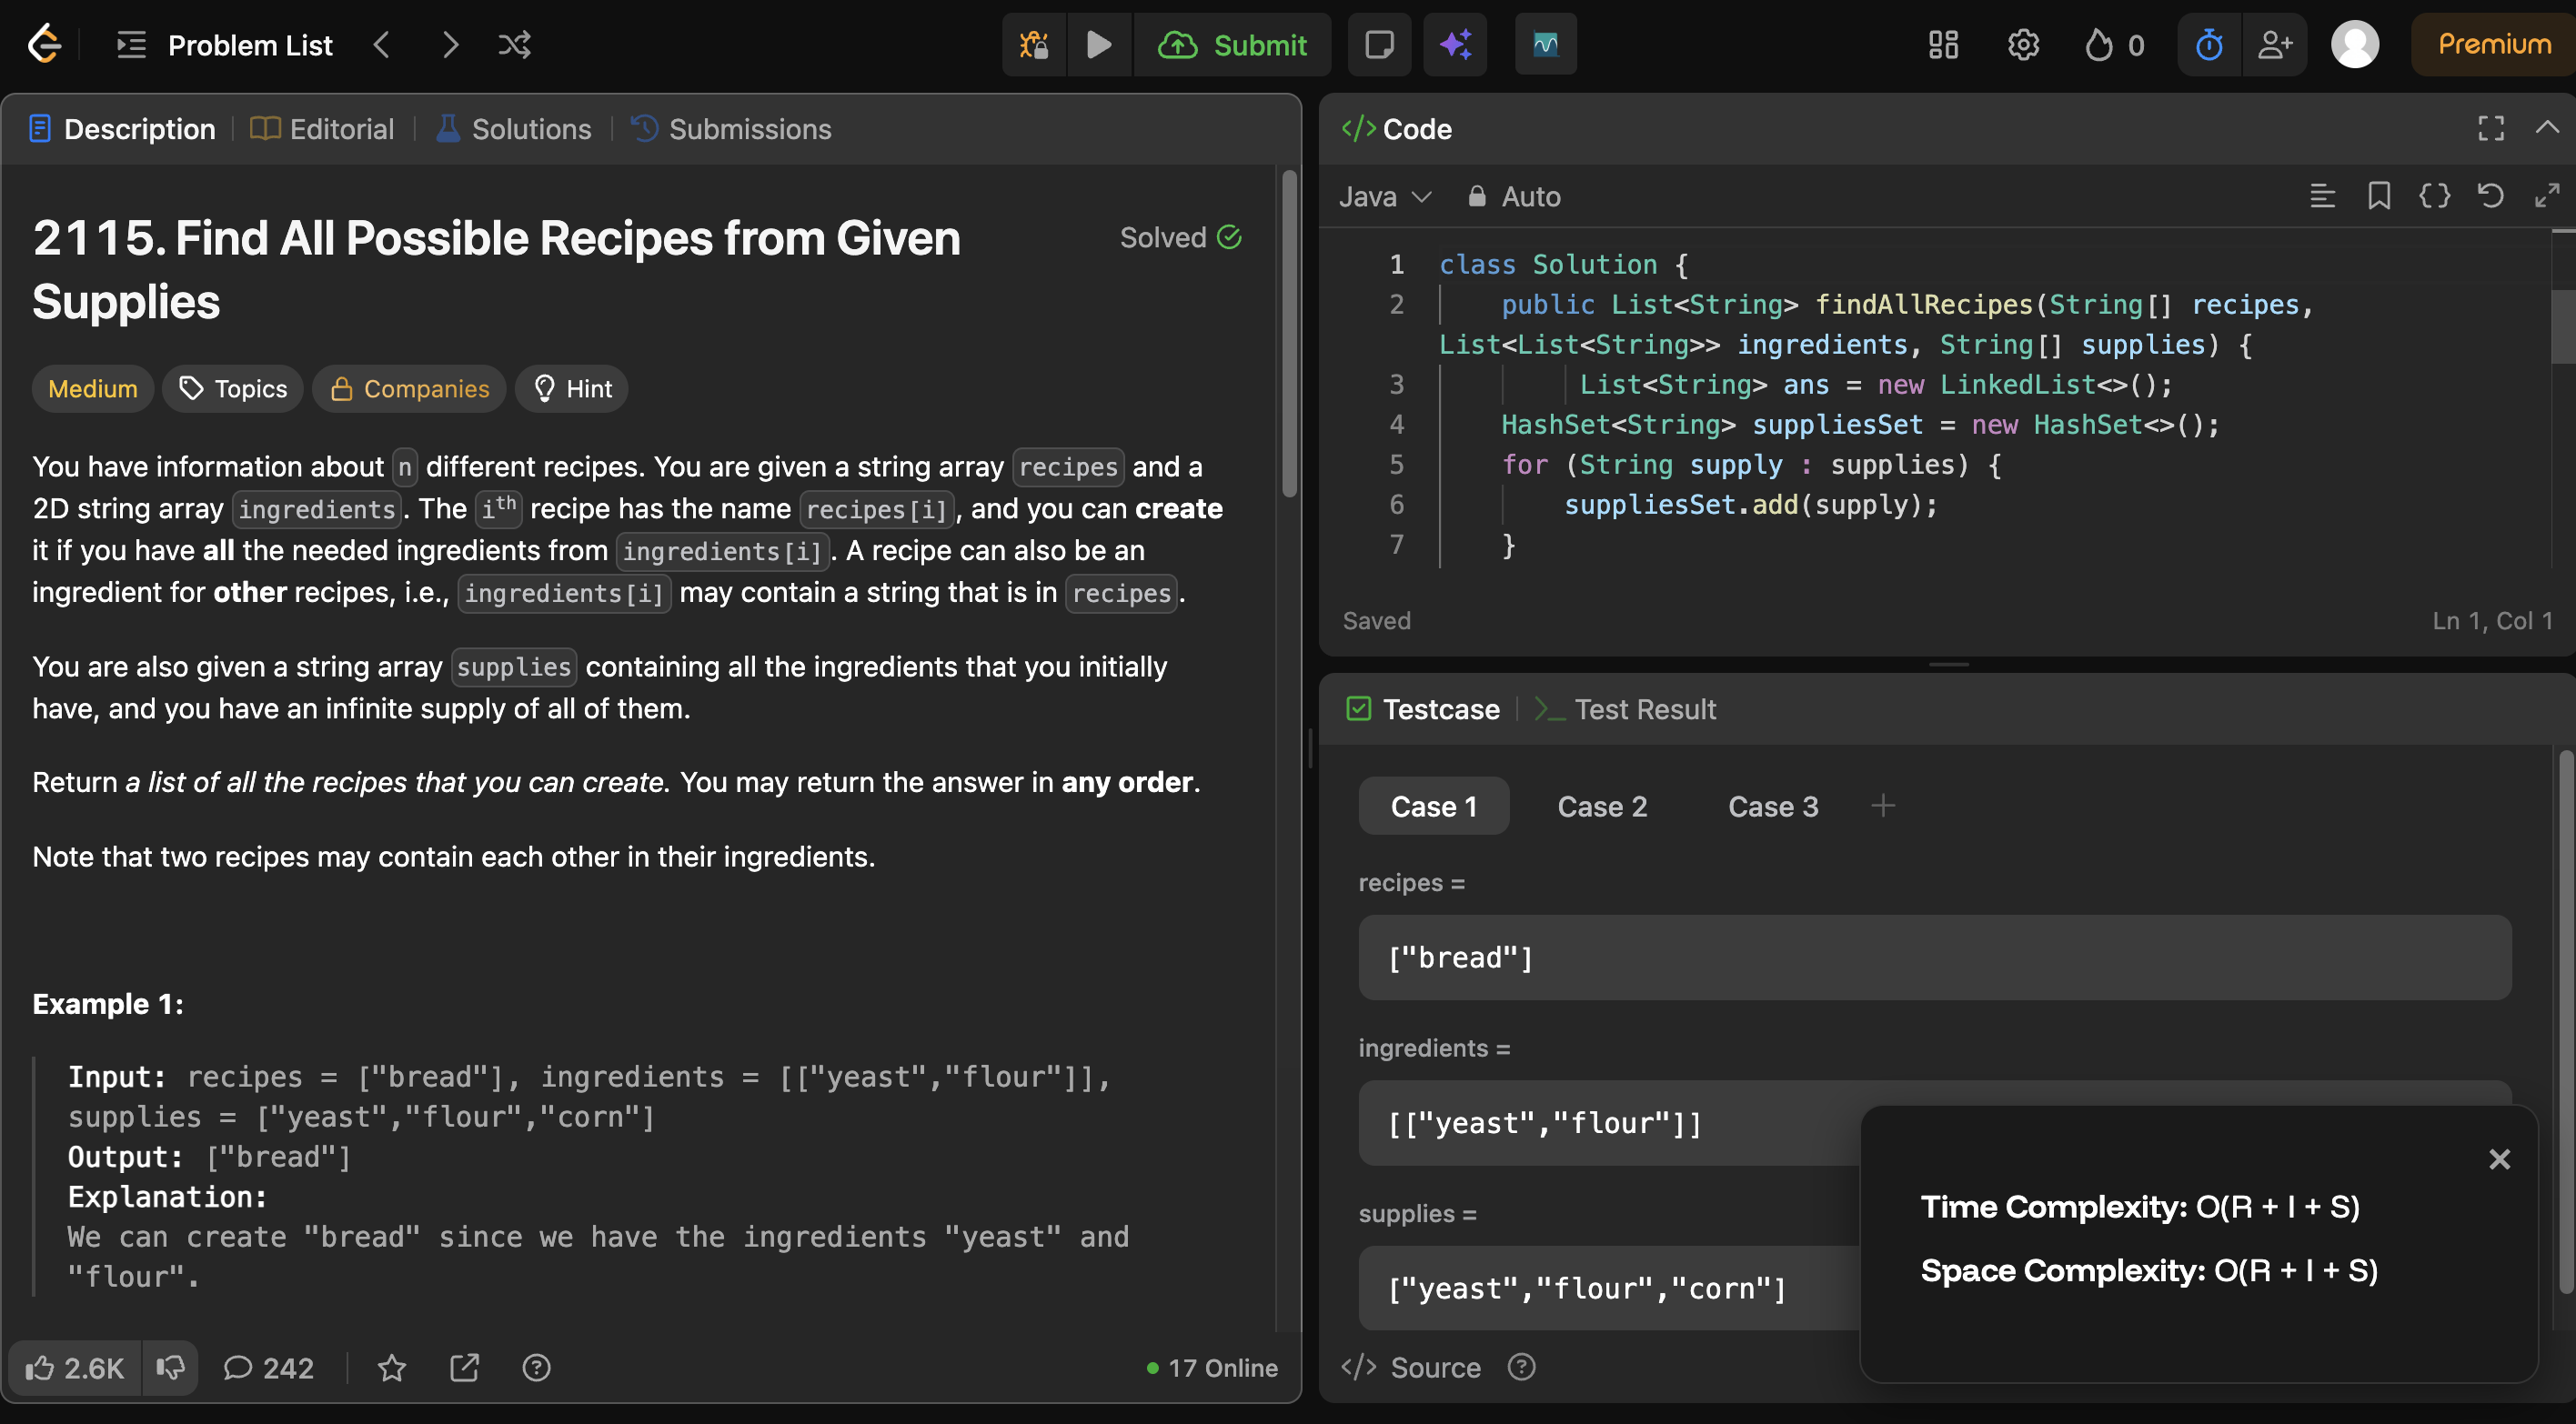 Problem List
Submit
0
Premium
Description
Editorial
Solutions
Submissions
2115. Find All Possible Recipes from Given
Supplies
Solved
Medium
Topics
Companies
Hint
You have information about n different recipes. You are given a string array recipes and a
2D string array ingredients. The ith recipe has the name recipes[i], and you can create
it if you have all the needed ingredients from ingredients[i]. A recipe can also be an
ingredient for other recipes, i.e., ingredients[i] may contain a string that is in recipes.
You are also given a string array supplies containing all the ingredients that you initially
have, and you have an infinite supply of all of them.
Return a list of all the recipes that you can create. You may return the answer in any order.
Note that two recipes may contain each other in their ingredients.
Example 1:
Input: recipes = ["bread"], ingredients = [["yeast","flour"]],
supplies = ["yeast","flour","corn"]
Output: ["bread"]
Explanation:
We can create "bread" since we have the ingredients "yeast" and
"flour".
2.6K
242
17 Online
</> Code
Java
Auto
1 class Solution {
2 public List<String> findAllRecipes(String[] recipes,
List<List<String>> ingredients, String[] supplies) {
3 List<String> ans = new LinkedList<>();
4 HashSet<String> suppliesSet = new HashSet<>();
5 for (String supply : supplies) {
6 suppliesSet.add(supply);
7 }
Saved
Ln 1, Col 1
Testcase
Test Result
Case 1
Case 2
Case 3
recipes =
["bread"]
ingredients =
[["yeast","flour"]]
supplies =
["yeast","flour","corn"]
</> Source
Time Complexity: O(R + I + S)
Space Complexity: O(R + I + S)